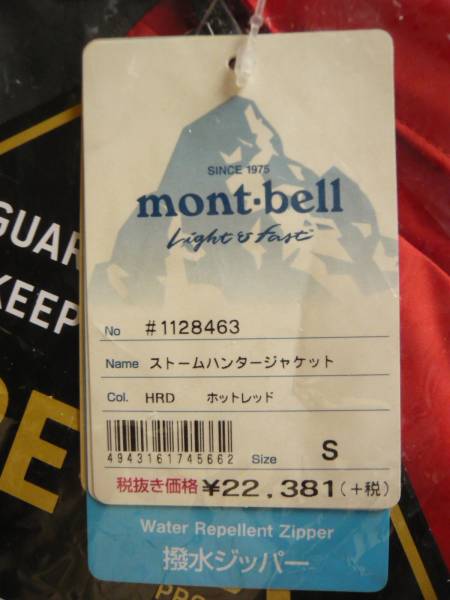 SINCE 1975
mont·bell
Light & Fast
GUAR
KEEP
No #1128463
Name ストームハンタージャケット
Col. HRD ホットレッド
4943161745662
Size S
税抜き価格 ¥22,381(+税)
Water Repellent Zipper
撥水ジッパー